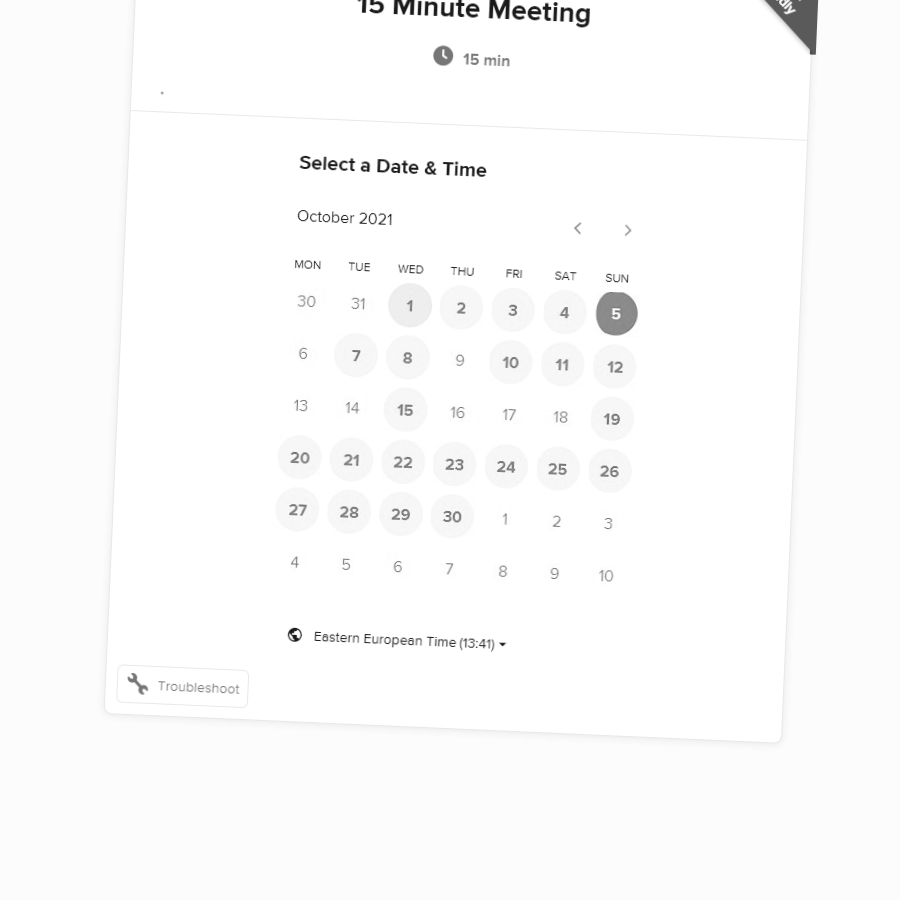 15 Minute Meeting
15 min
Select a Date & Time
October 2021
MON TUE WED THU FRI SAT SUN
30 31 1 2 3 4 5
6 7 8 9 10 11 12
13 14 15 16 17 18 19
20 21 22 23 24 25 26
27 28 29 30 1 2 3
4 5 6 7 8 9 10
Eastern European Time (13:41)
Troubleshoot